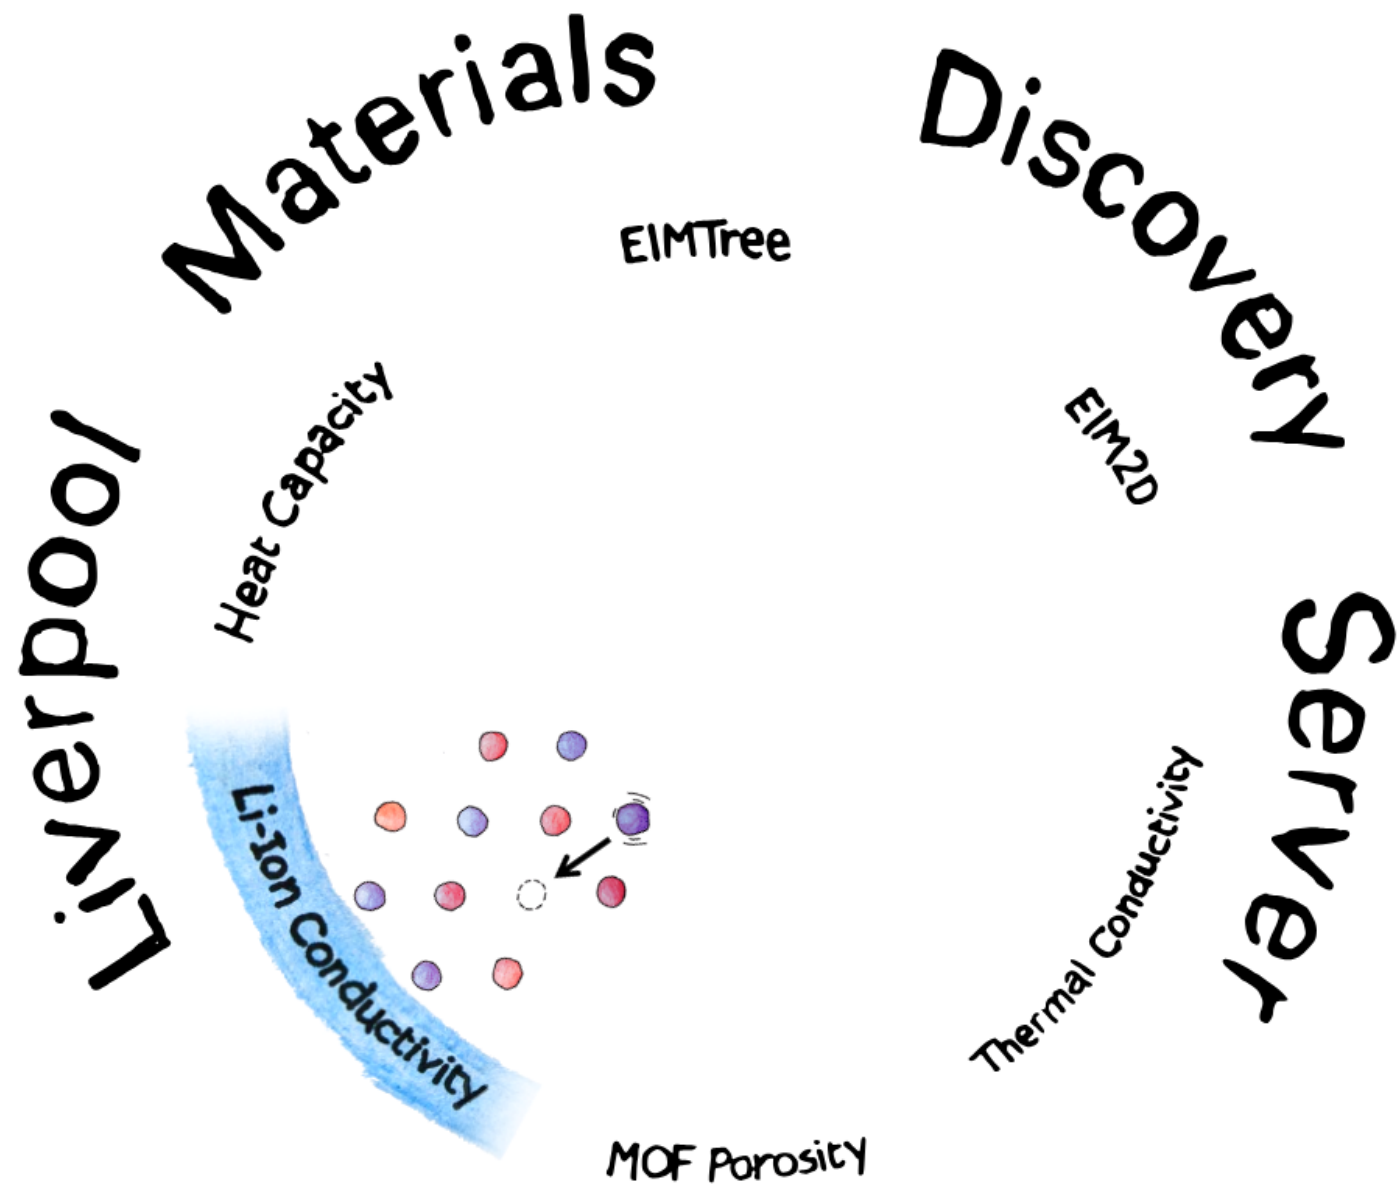 Liverpool
Materials
Discovery
Server
ElMTree
ElM2D
Thermal Conductivity
MOF Porosity
Li-Ion Conductivity
Heat Capacity